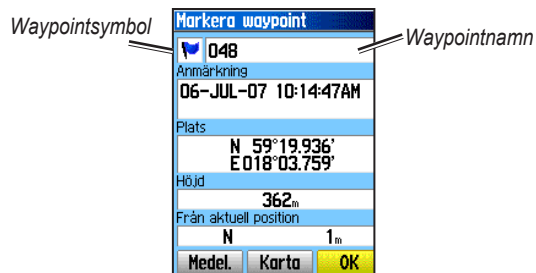 Markera waypoint
Waypointsymbol
Waypointnamn
048
Anmärkning
06-JUL-07 10:14:47AM
Plats
N 59°19.936'
E018°03.759'
Höjd
362m
Från aktuell position
N 1m
Medel. Karta OK